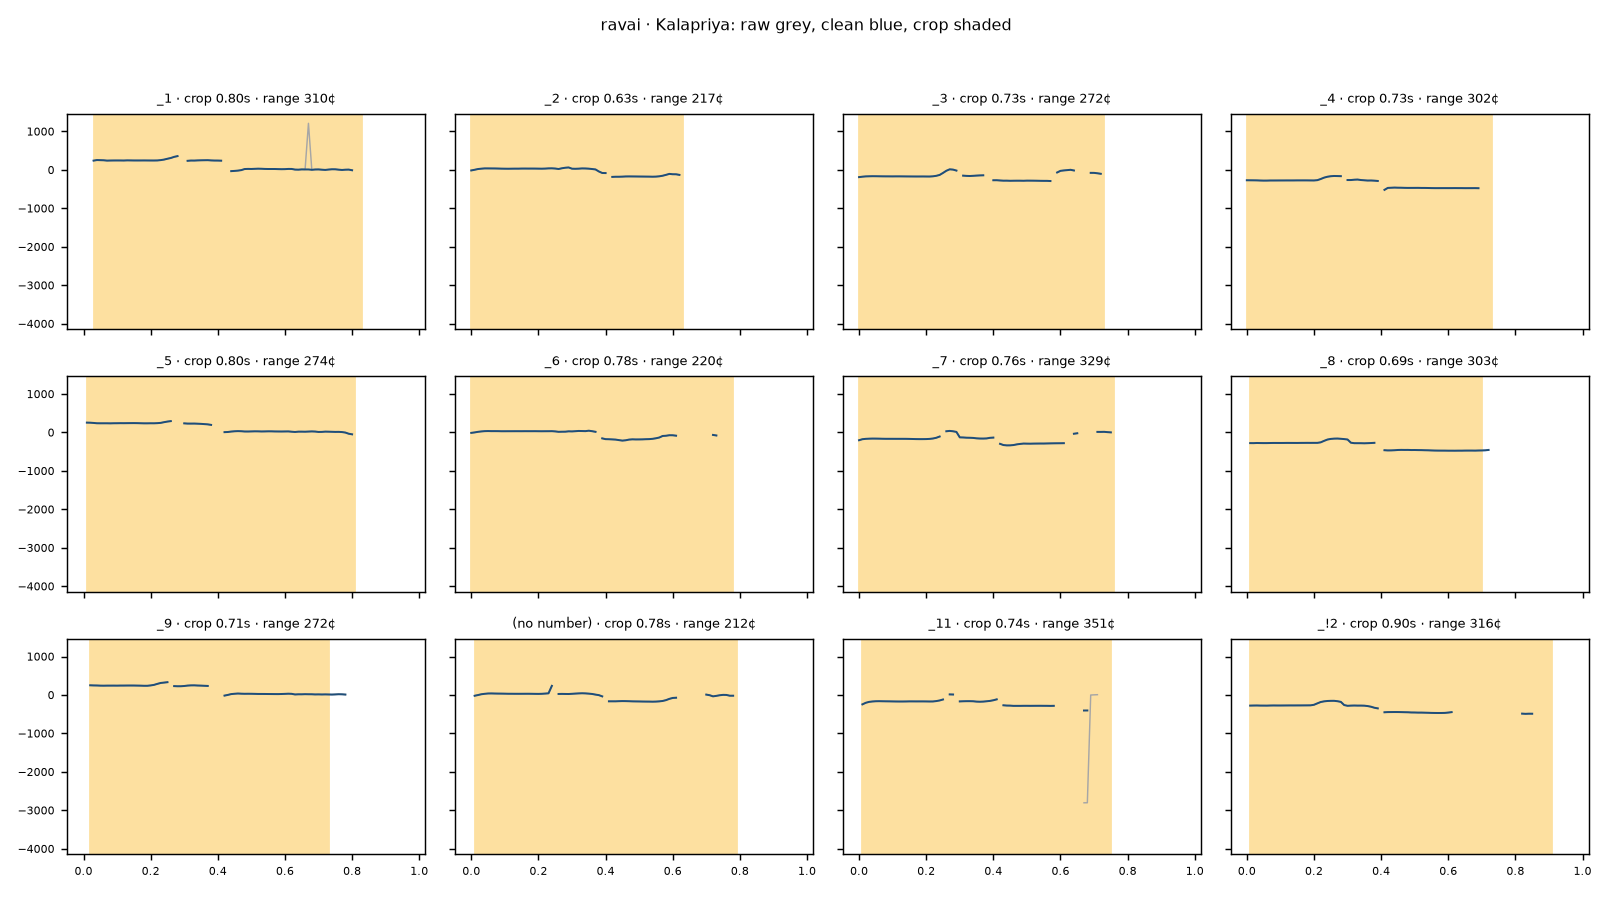 ravai · Kalapriya: raw grey, clean blue, crop shaded
_1 · crop 0.80s · range 310¢
_2 · crop 0.63s · range 217¢
_3 · crop 0.73s · range 272¢
_4 · crop 0.73s · range 302¢
1000
0
−1000
−2000
−3000
−4000
_5 · crop 0.80s · range 274¢
_6 · crop 0.78s · range 220¢
_7 · crop 0.76s · range 329¢
_8 · crop 0.69s · range 303¢
1000
0
−1000
−2000
−3000
−4000
_9 · crop 0.71s · range 272¢
(no number) · crop 0.78s · range 212¢
_11 · crop 0.74s · range 351¢
_!2 · crop 0.90s · range 316¢
1000
0
−1000
−2000
−3000
−4000
0.0 0.2 0.4 0.6 0.8 1.0
0.0 0.2 0.4 0.6 0.8 1.0
0.0 0.2 0.4 0.6 0.8 1.0
0.0 0.2 0.4 0.6 0.8 1.0